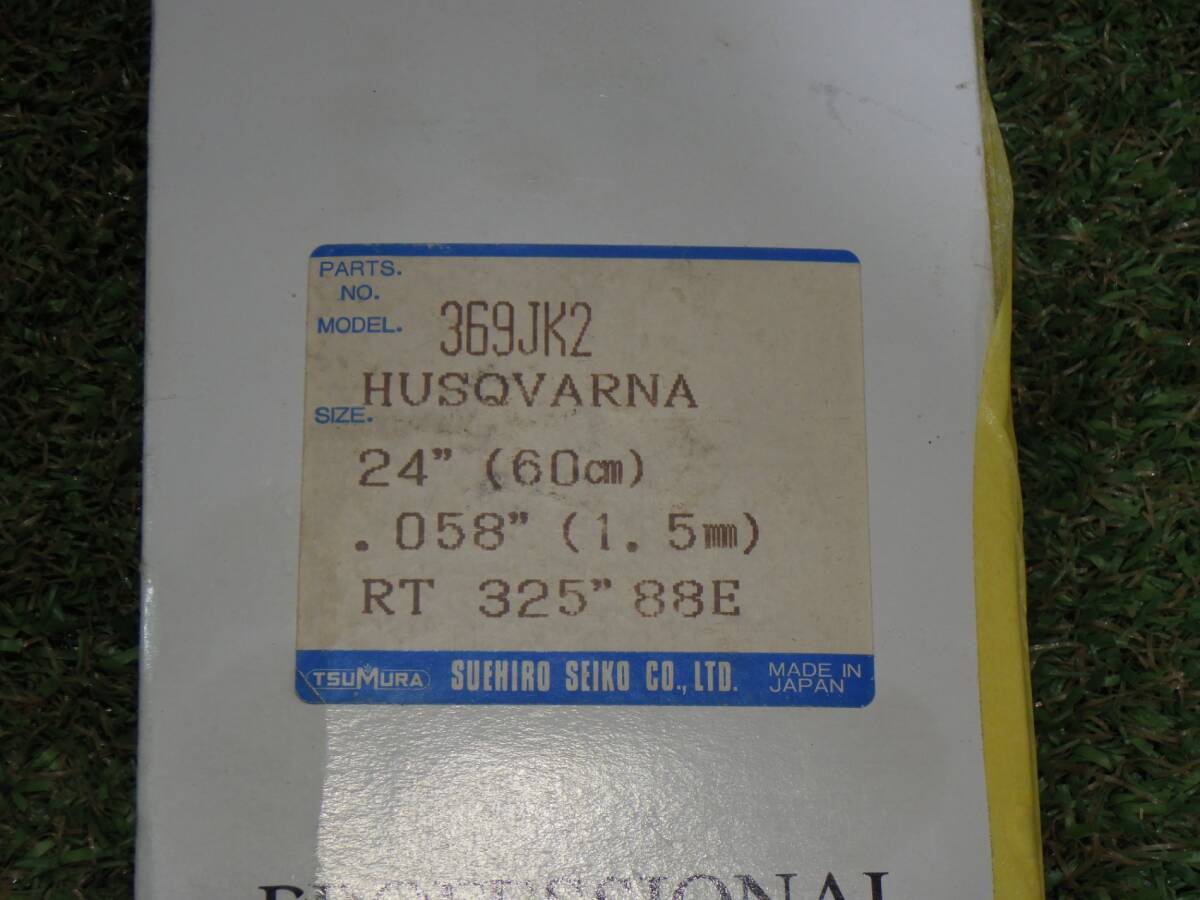 PARTS.
NO.
MODEL. 369JK2
HUSQVARNA
SIZE.
24” (60㎝)
.058” (1.5㎜)
RT 325” 88E
TSUMURA SUEHIRO SEIKO CO., LTD. MADE IN JAPAN
PROFESSIONAL